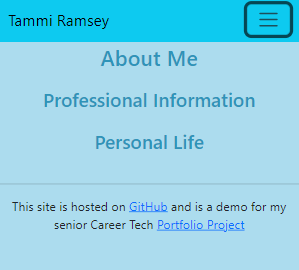 Tammi Ramsey
About Me
Professional Information
Personal Life
This site is hosted on GitHub and is a demo for my
senior Career Tech Portfolio Project